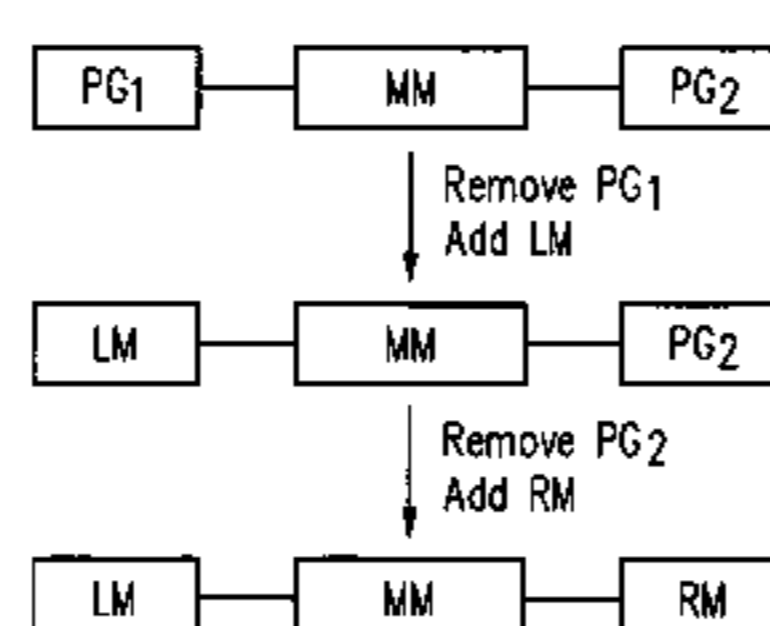 PG1 MM PG2
Remove PG1
Add LM
LM MM PG2
Remove PG2
Add RM
LM MM RM